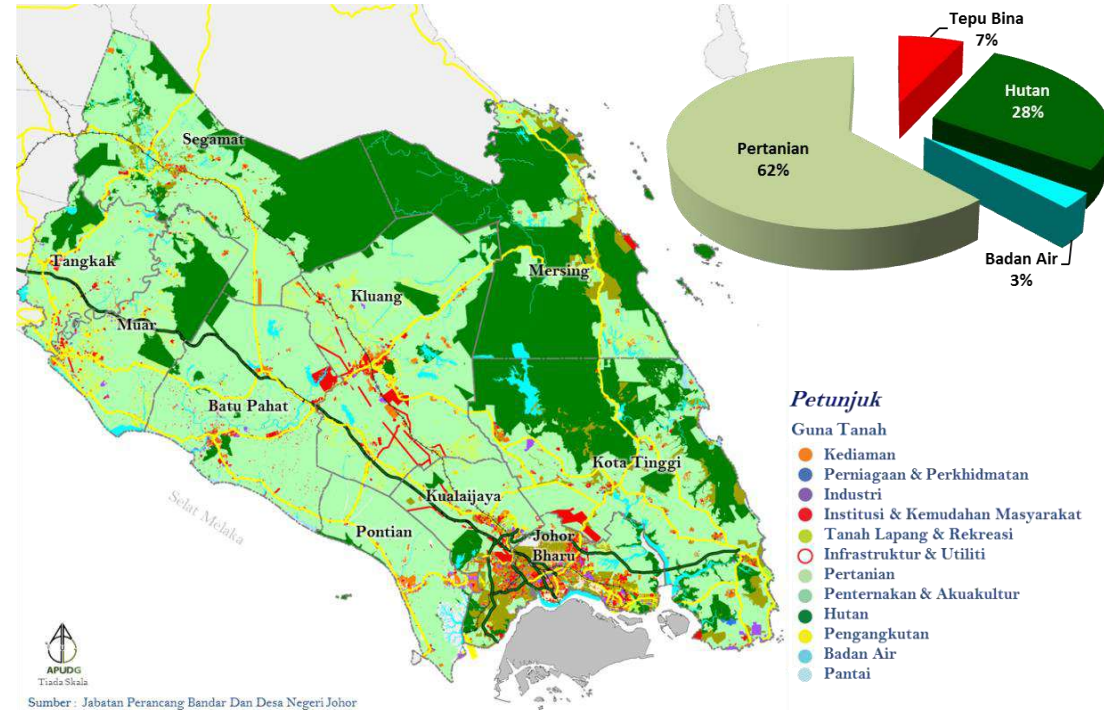 Tepu Bina
7%
Hutan
28%
Pertanian
62%
Badan Air
3%
Segamat
Tangkak
Muar
Kluang
Mersing
Batu Pahat
Kota Tinggi
Kualaijaya
Pontian
Johor
Bharu
Selat Melaka
Petunjuk
Guna Tanah
Kediaman
Perniagaan & Perkhidmatan
Industri
Institusi & Kemudahan Masyarakat
Tanah Lapang & Rekreasi
Infrastruktur & Utiliti
Pertanian
Penternakan & Akuakultur
Hutan
Pengangkutan
Badan Air
Pantai
APUDG
Tiada Skala
Sumber : Jabatan Perancang Bandar Dan Desa Negeri Johor